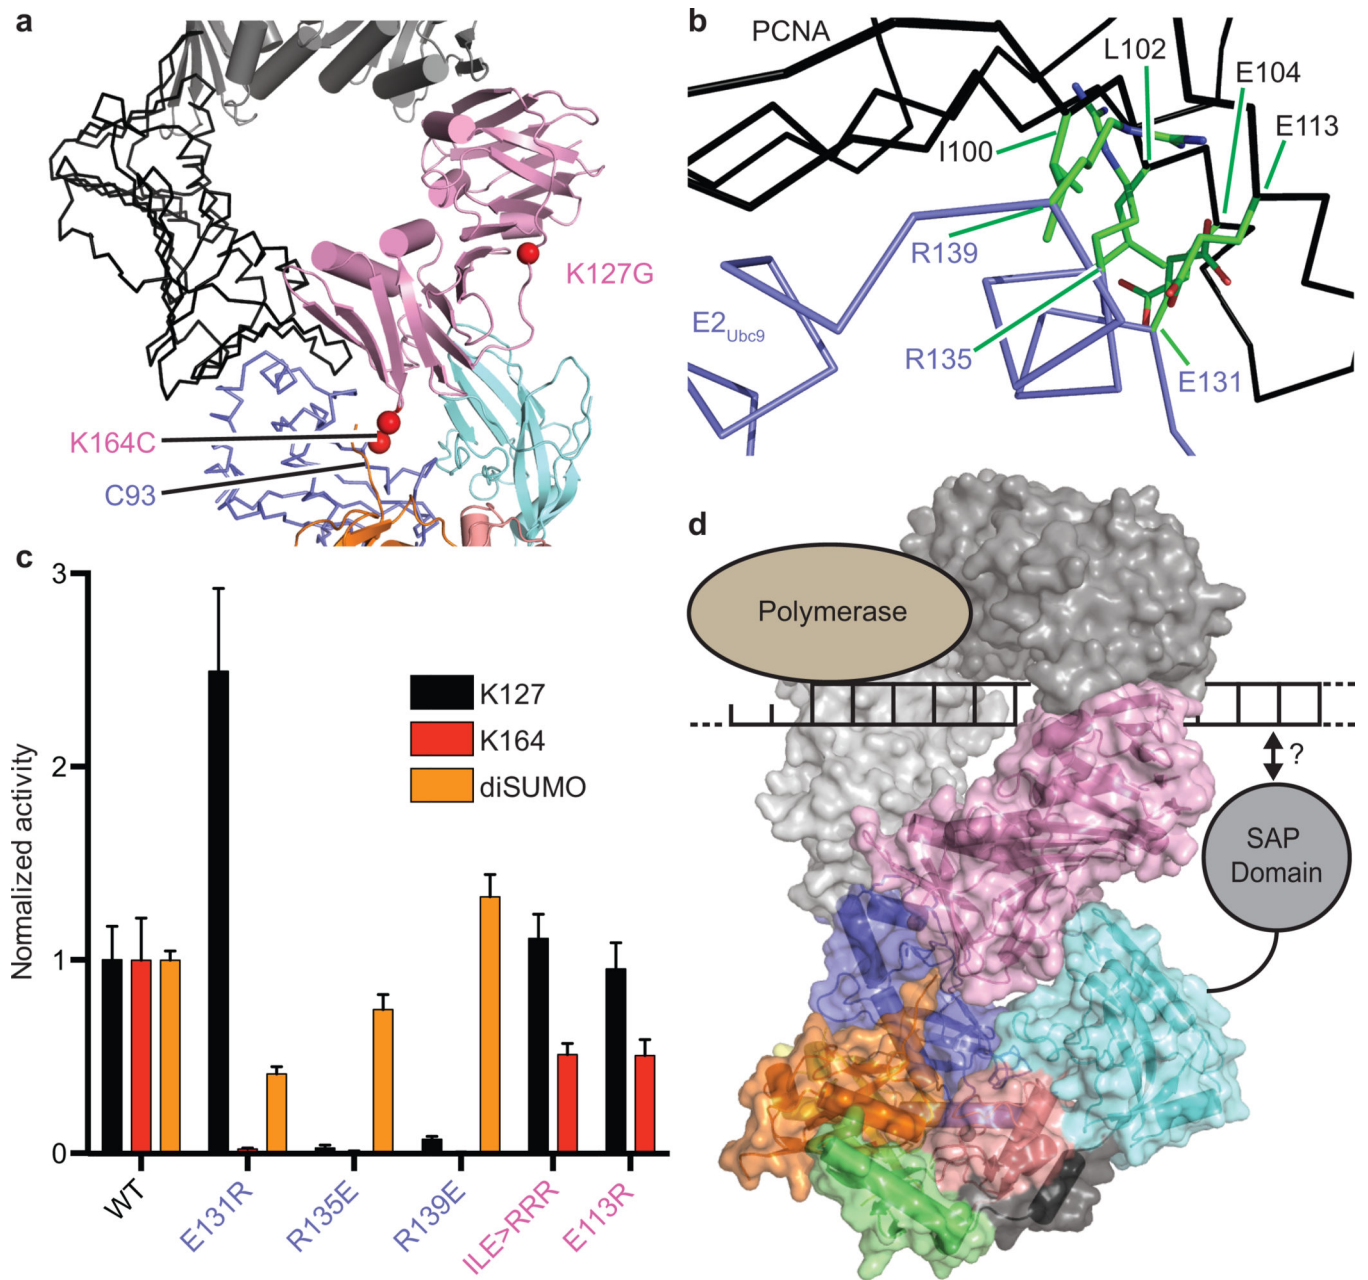 a
K127G
K164C
C93
b
PCNA
L102
E104
E113
I100
R139
E2Ubc9
R135
E131
c
3
2
1
0
Normalized activity
K127
K164
diSUMO
WT
E131R
R135E
R139E
ILE>RRR
E113R
d
Polymerase
?
SAP
Domain